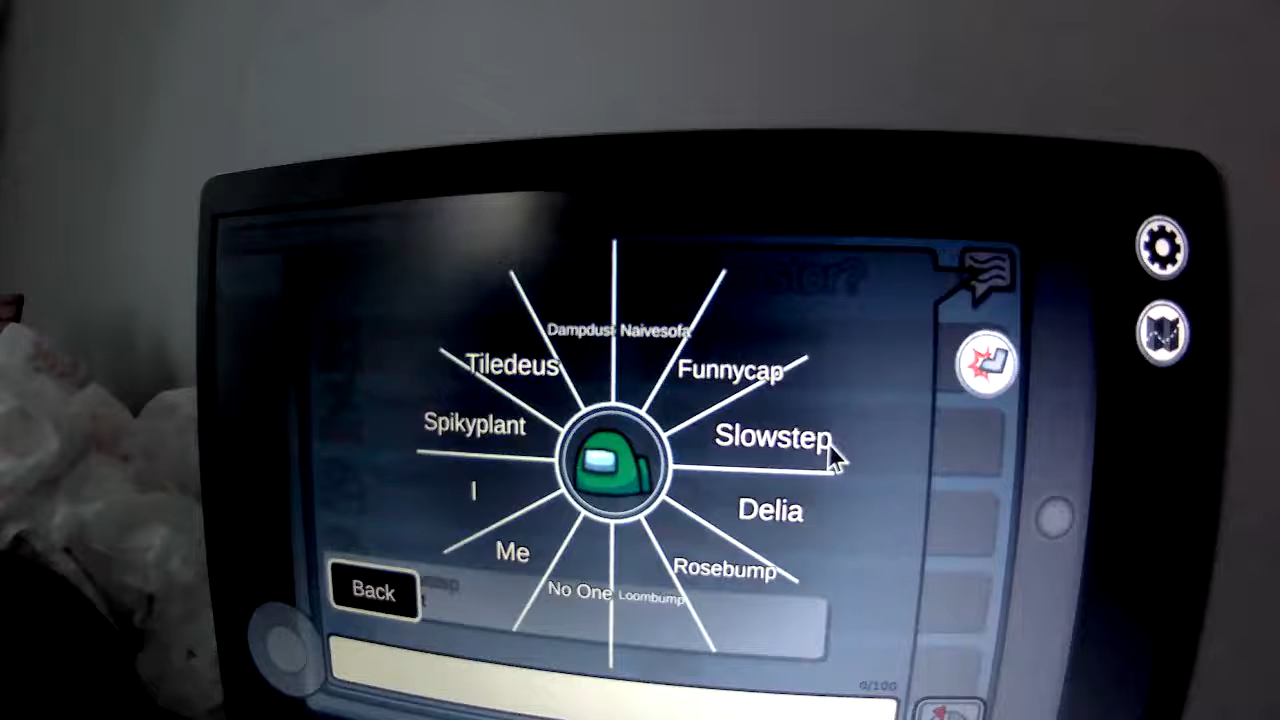 Dampdust Naivesofa
Tiledeus
Funnycap
Spikyplant
Slowstep
I
Delia
Me
Rosebump
No One
Loombump
Back
0/100